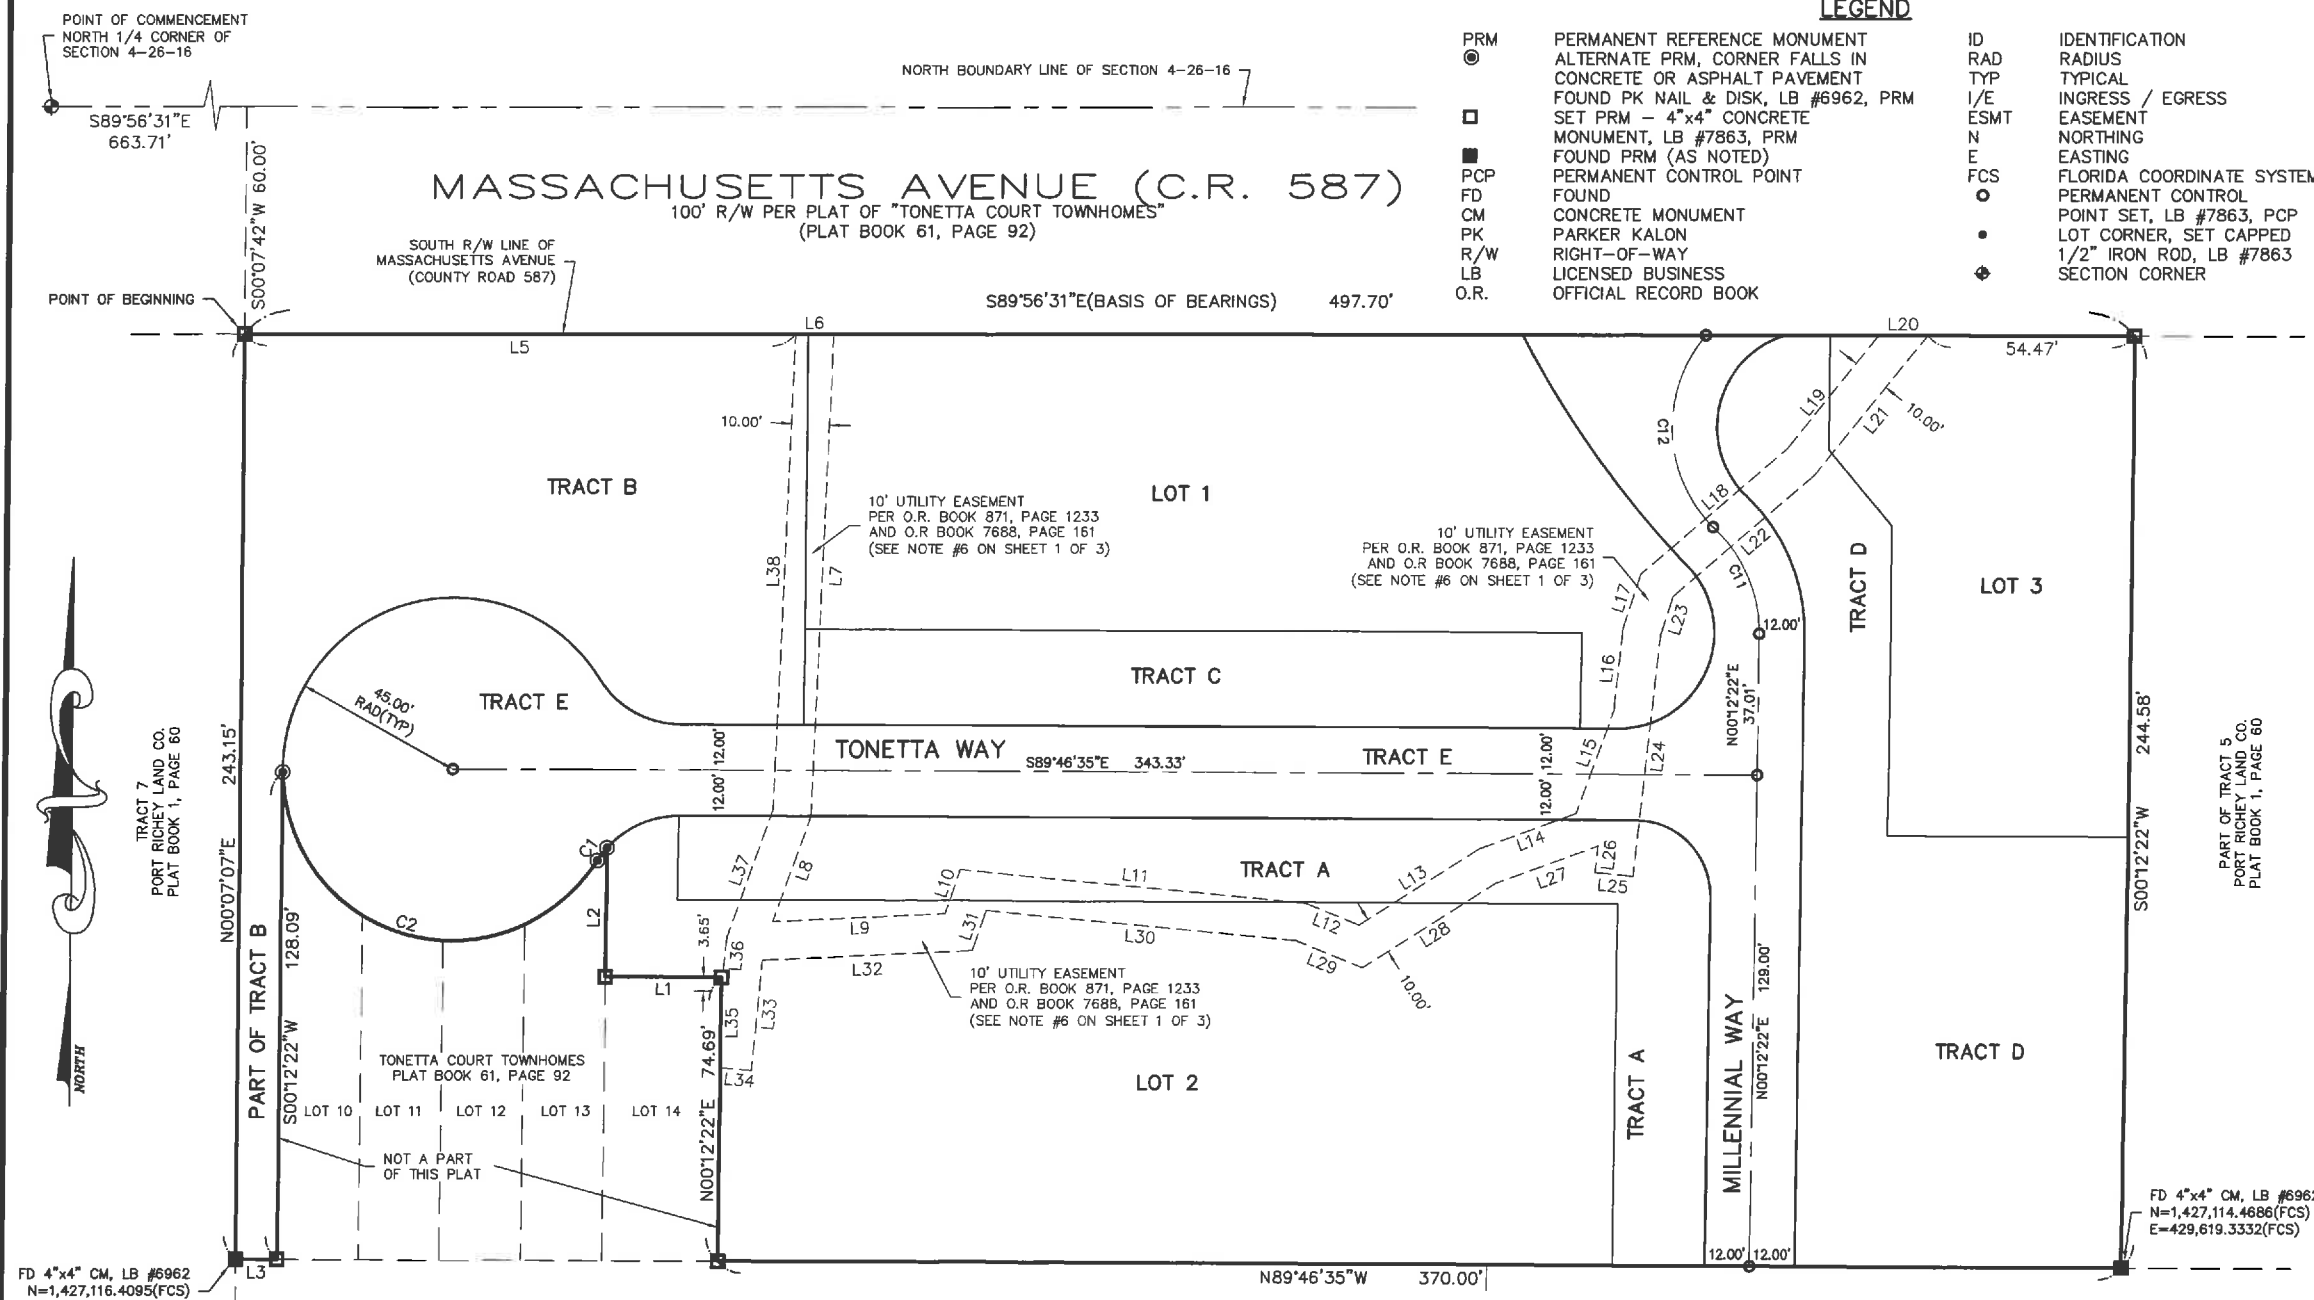 POINT OF COMMENCEMENT
NORTH 1/4 CORNER OF
SECTION 4-26-16
S89°56'31"E
663.71'
NORTH BOUNDARY LINE OF SECTION 4-26-16
S00°07'42"W 60.00'
MASSACHUSETTS AVENUE (C.R. 587)
100' R/W PER PLAT OF "TONETTA COURT TOWNHOMES"
(PLAT BOOK 61, PAGE 92)
SOUTH R/W LINE OF
MASSACHUSETTS AVENUE
(COUNTY ROAD 587)
POINT OF BEGINNING
S89°56'31"E(BASIS OF BEARINGS) 497.70'
LEGEND
PRM PERMANENT REFERENCE MONUMENT
ALTERNATE PRM, CORNER FALLS IN
CONCRETE OR ASPHALT PAVEMENT
FOUND PK NAIL & DISK, LB #6962, PRM
SET PRM - 4"x4" CONCRETE
MONUMENT, LB #7863, PRM
FOUND PRM (AS NOTED)
PCP PERMANENT CONTROL POINT
FD FOUND
CM CONCRETE MONUMENT
PK PARKER KALON
R/W RIGHT-OF-WAY
LB LICENSED BUSINESS
O.R. OFFICIAL RECORD BOOK
ID IDENTIFICATION
RAD RADIUS
TYP TYPICAL
I/E INGRESS / EGRESS
ESMT EASEMENT
N NORTHING
E EASTING
FCS FLORIDA COORDINATE SYSTEM
PERMANENT CONTROL
POINT SET, LB #7863, PCP
LOT CORNER, SET CAPPED
1/2" IRON ROD, LB #7863
SECTION CORNER
L5
L6
L20
54.47'
10.00'
TRACT B
LOT 1
10' UTILITY EASEMENT
PER O.R. BOOK 871, PAGE 1233
AND O.R BOOK 7688, PAGE 161
(SEE NOTE #6 ON SHEET 1 OF 3)
L38
L7
10' UTILITY EASEMENT
PER O.R. BOOK 871, PAGE 1233
AND O.R BOOK 7688, PAGE 161
(SEE NOTE #6 ON SHEET 1 OF 3)
C12
L19
L21
10.00'
L18
L22
C11
L17
L23
L16
12.00'
N00°12'22"E
37.01'
TRACT D
LOT 3
TRACT C
TRACT E
45.00'
RAD(TYP)
TONETTA WAY
TRACT E
S89°46'35"E 343.33'
12.00' 12.00'
12.00' 12.00'
L15
L24
243.15'
N00°07'07"E
TRACT 7
PORT RICHEY LAND CO.
PLAT BOOK 1, PAGE 60
244.58'
S00°12'22"W
PART OF TRACT 5
PORT RICHEY LAND CO.
PLAT BOOK 1, PAGE 60
C1
C2
L2
L37
L8
L10
L11
TRACT A
L13
L14
L26
L25
L27
L9
L12
L31
L30
L28
L29
10.00'
L32
3.65'
L36
L1
L35
L33
L34
10' UTILITY EASEMENT
PER O.R. BOOK 871, PAGE 1233
AND O.R BOOK 7688, PAGE 161
(SEE NOTE #6 ON SHEET 1 OF 3)
PART OF TRACT B
128.09'
S00°12'22"W
TONETTA COURT TOWNHOMES
PLAT BOOK 61, PAGE 92
LOT 10
LOT 11
LOT 12
LOT 13
LOT 14
NOT A PART
OF THIS PLAT
N00°12'22"E 74.69'
LOT 2
TRACT A
MILLENNIAL WAY
N00°12'22"E 129.00'
TRACT D
NORTH
L3
FD 4"x4" CM, LB #6962
N=1,427,116.4095(FCS)
N89°46'35"W 370.00'
12.00' 12.00'
FD 4"x4" CM, LB #6962
N=1,427,114.4686(FCS)
E=429,619.3332(FCS)